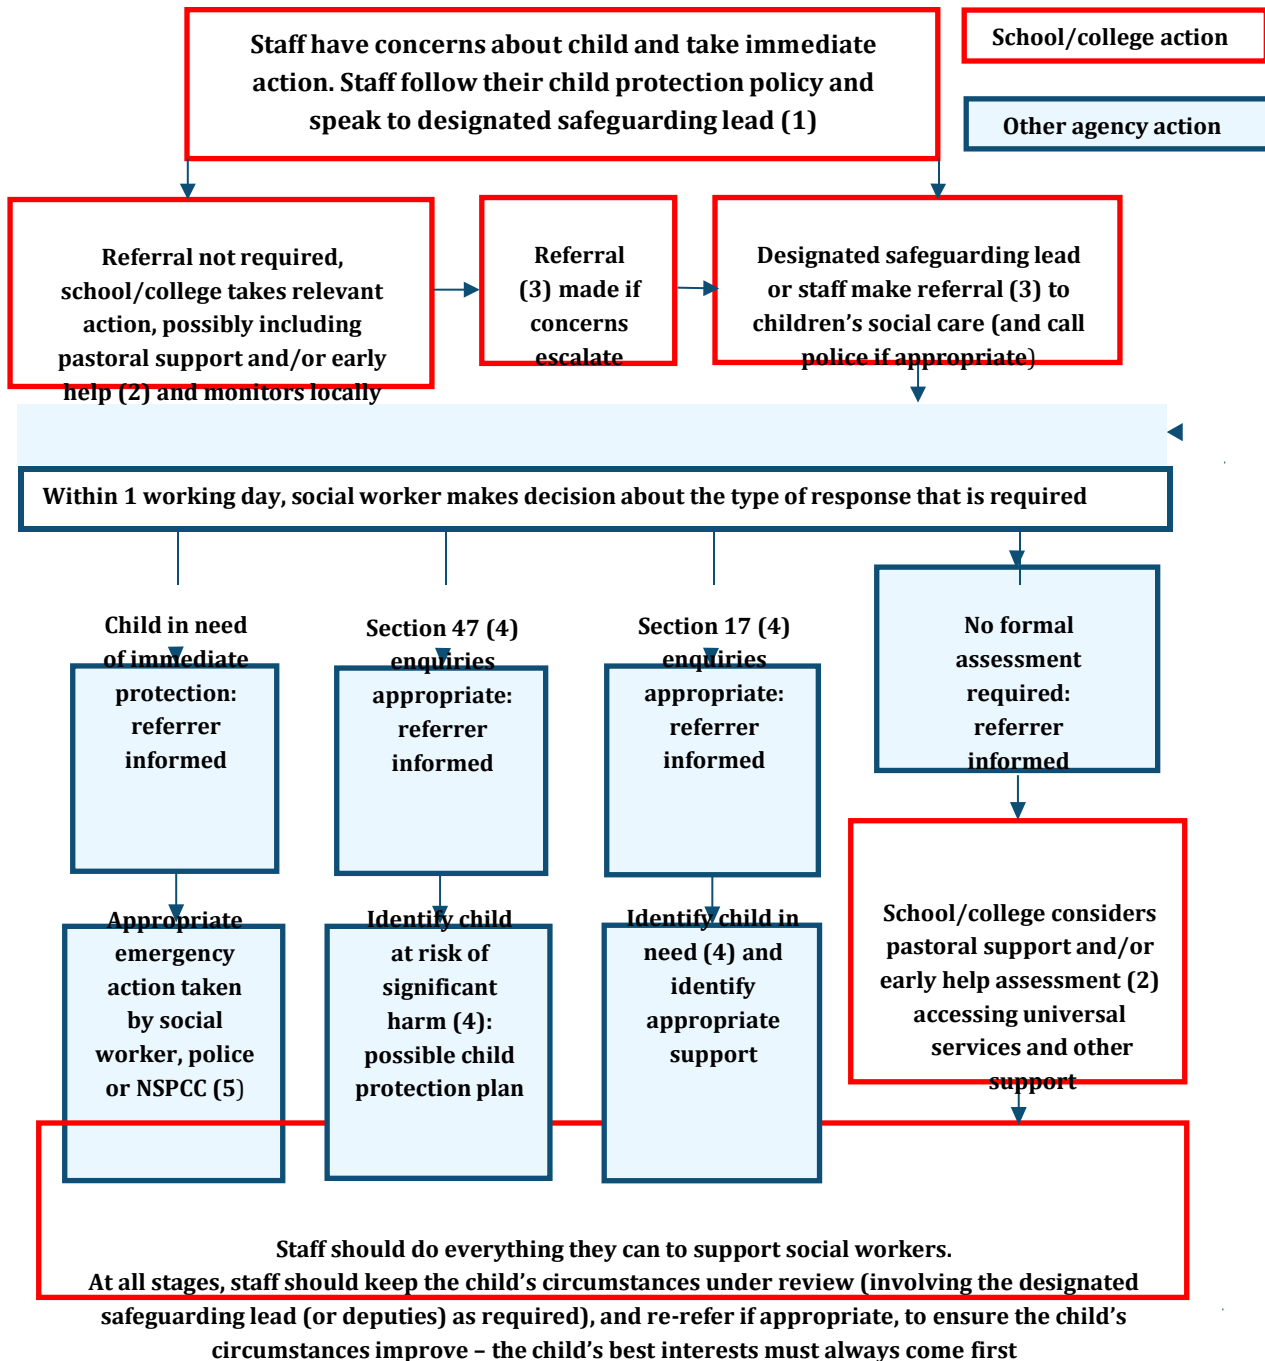 Staff have concerns about child and take immediate
action. Staff follow their child protection policy and
speak to designated safeguarding lead (1)
School/college action
Other agency action
Referral not required,
school/college takes relevant
action, possibly including
pastoral support and/or early
help (2) and monitors locally
Referral
(3) made if
concerns
escalate
Designated safeguarding lead
or staff make referral (3) to
children’s social care (and call
police if appropriate)
Within 1 working day, social worker makes decision about the type of response that is required
Child in need
of immediate
protection:
referrer
informed
Section 47 (4)
enquiries
appropriate:
referrer
informed
Section 17 (4)
enquiries
appropriate:
referrer
informed
No formal
assessment
required:
referrer
informed
Appropriate
emergency
action taken
by social
worker, police
or NSPCC (5)
Identify child
at risk of
significant
harm (4):
possible child
protection plan
Identify child in
need (4) and
identify
appropriate
support
School/college considers
pastoral support and/or
early help assessment (2)
accessing universal
services and other
support
Staff should do everything they can to support social workers.
At all stages, staff should keep the child’s circumstances under review (involving the designated
safeguarding lead (or deputies) as required), and re-refer if appropriate, to ensure the child’s
circumstances improve – the child’s best interests must always come first